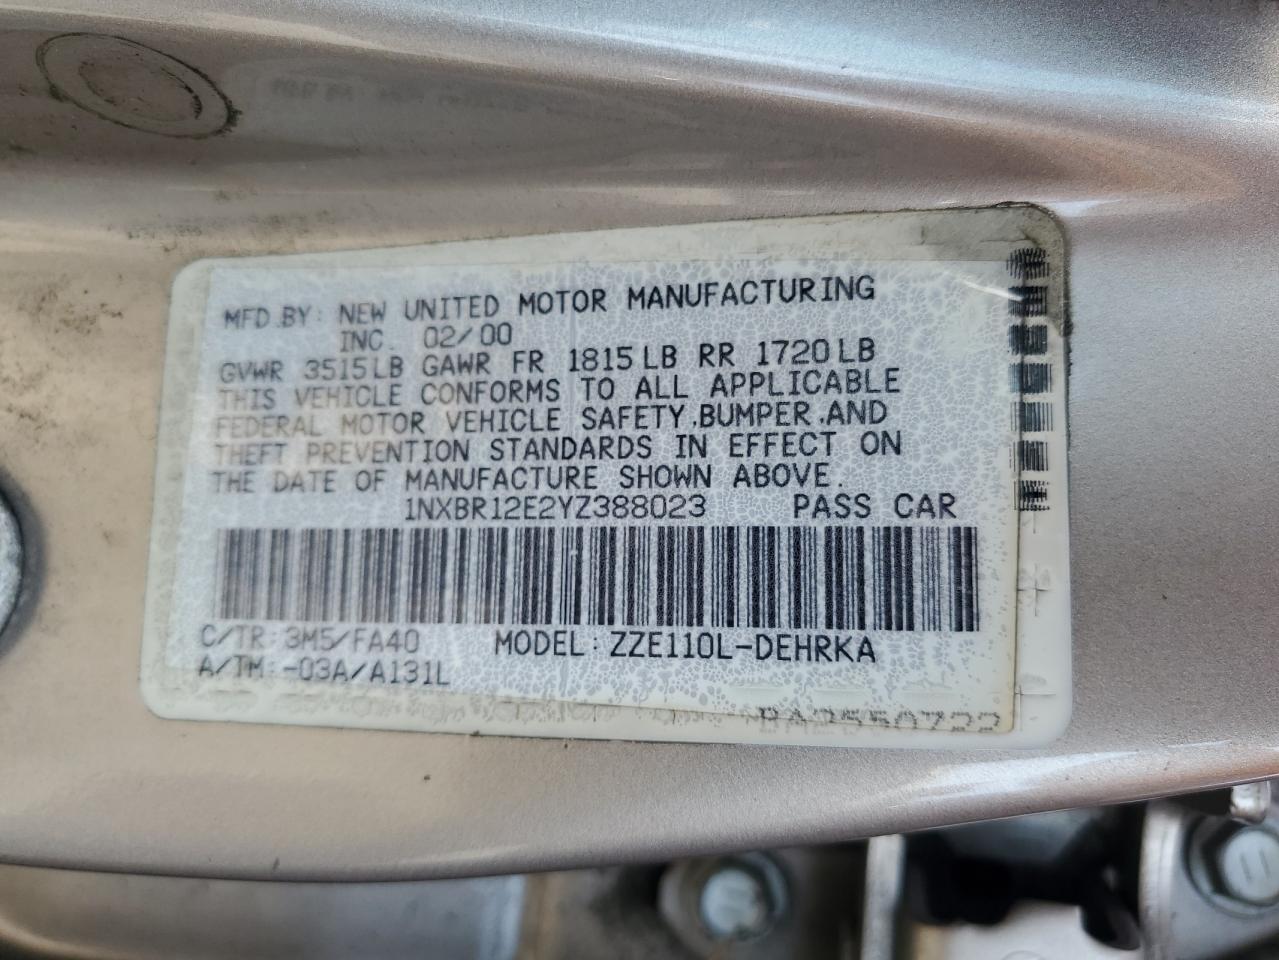 MFD.BY: NEW UNITED MOTOR MANUFACTURING
INC. 02/00
GVWR 3515LB GAWR FR 1815LB RR 1720LB
THIS VEHICLE CONFORMS TO ALL APPLICABLE
FEDERAL MOTOR VEHICLE SAFETY,BUMPER,AND
THEFT PREVENTION STANDARDS IN EFFECT ON
THE DATE OF MANUFACTURE SHOWN ABOVE.
1NXBR12E2YZ388023 PASS CAR
C/TR:3M5/FA40 MODEL:ZZE110L-DEHRKA
A/TM:-03A/A131L
BA2550722